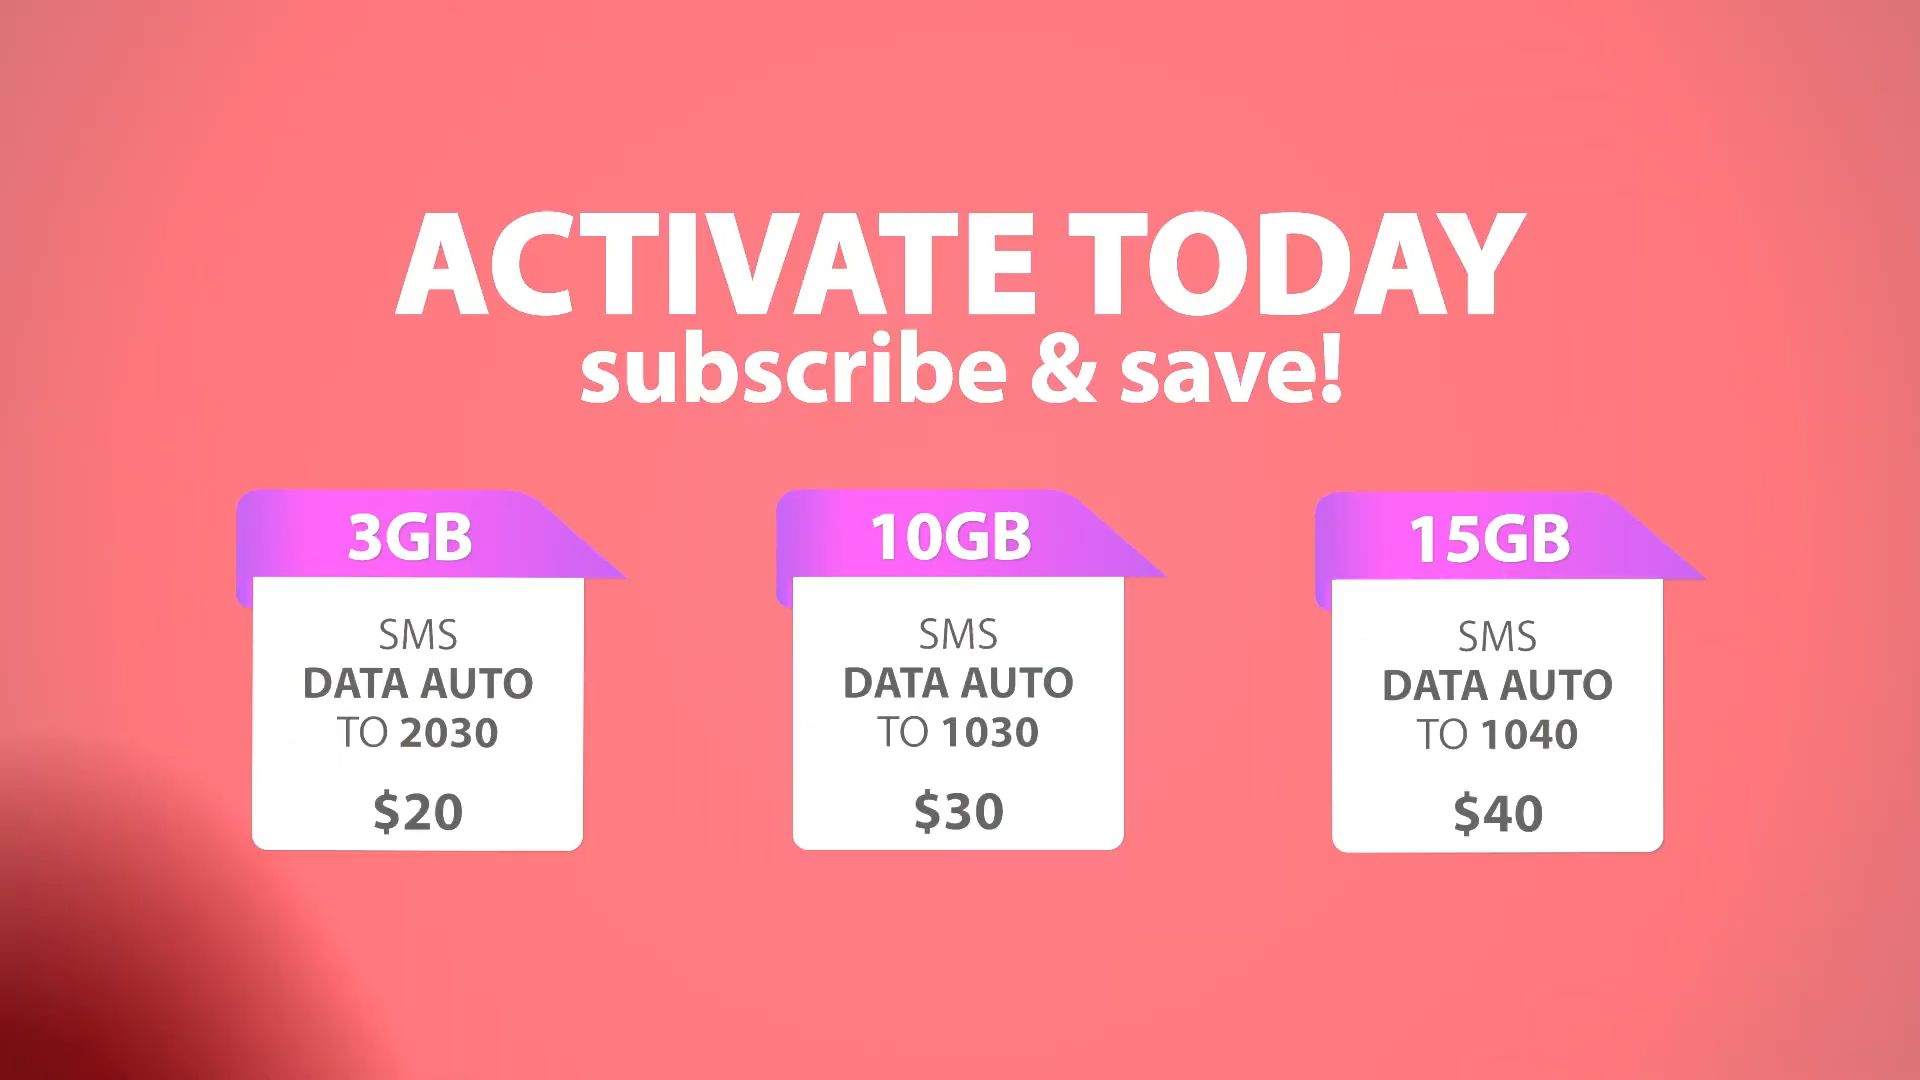 ACTIVATE TODAY
subscribe & save!
3GB
SMS
DATA AUTO
TO 2030
$20
10GB
SMS
DATA AUTO
TO 1030
$30
15GB
SMS
DATA AUTO
TO 1040
$40